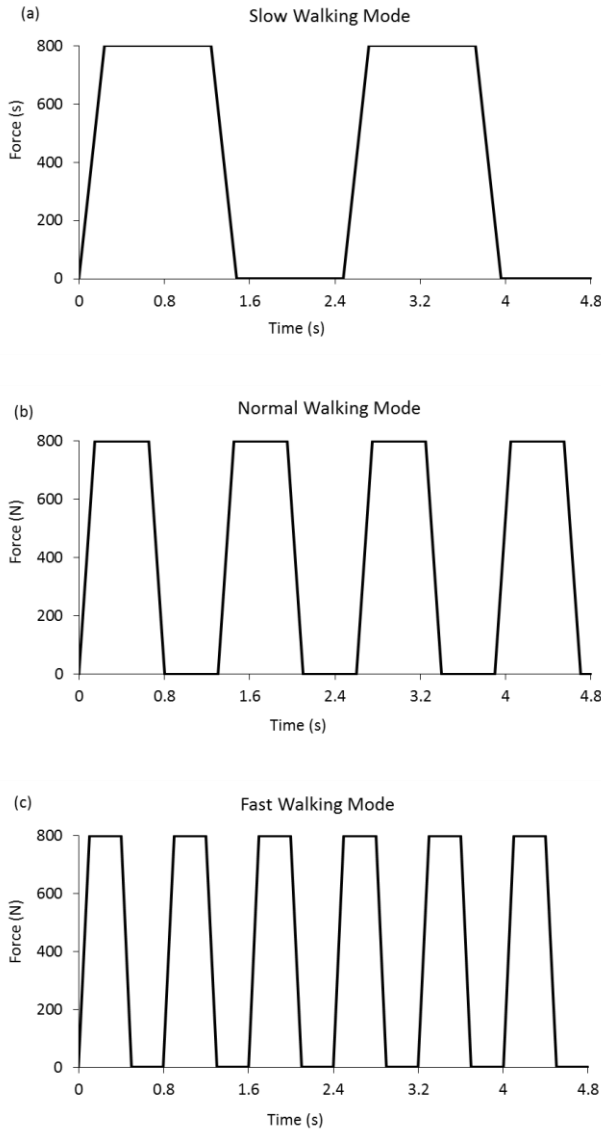 (a)
Slow Walking Mode
800
600
400
200
0
Force (s)
0 0.8 1.6 2.4 3.2 4 4.8
Time (s)
(b)
Normal Walking Mode
800
600
400
200
0
Force (N)
0 0.8 1.6 2.4 3.2 4 4.8
Time (s)
(c)
Fast Walking Mode
800
600
400
200
0
Force (N)
0 0.8 1.6 2.4 3.2 4 4.8
Time (s)